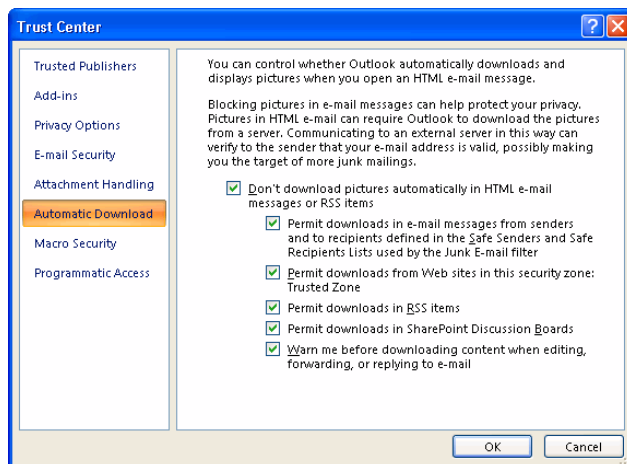 Trust Center
Trusted Publishers
Add-ins
Privacy Options
E-mail Security
Attachment Handling
Automatic Download
Macro Security
Programmatic Access
You can control whether Outlook automatically downloads and
displays pictures when you open an HTML e-mail message.
Blocking pictures in e-mail messages can help protect your privacy.
Pictures in HTML e-mail can require Outlook to download the pictures
from a server. Communicating to an external server in this way can
verify to the sender that your e-mail address is valid, possibly making
you the target of more junk mailings.
Don't download pictures automatically in HTML e-mail
messages or RSS items
Permit downloads in e-mail messages from senders
and to recipients defined in the Safe Senders and Safe
Recipients Lists used by the Junk E-mail filter
Permit downloads from Web sites in this security zone:
Trusted Zone
Permit downloads in RSS items
Permit downloads in SharePoint Discussion Boards
Warn me before downloading content when editing,
forwarding, or replying to e-mail
OK
Cancel